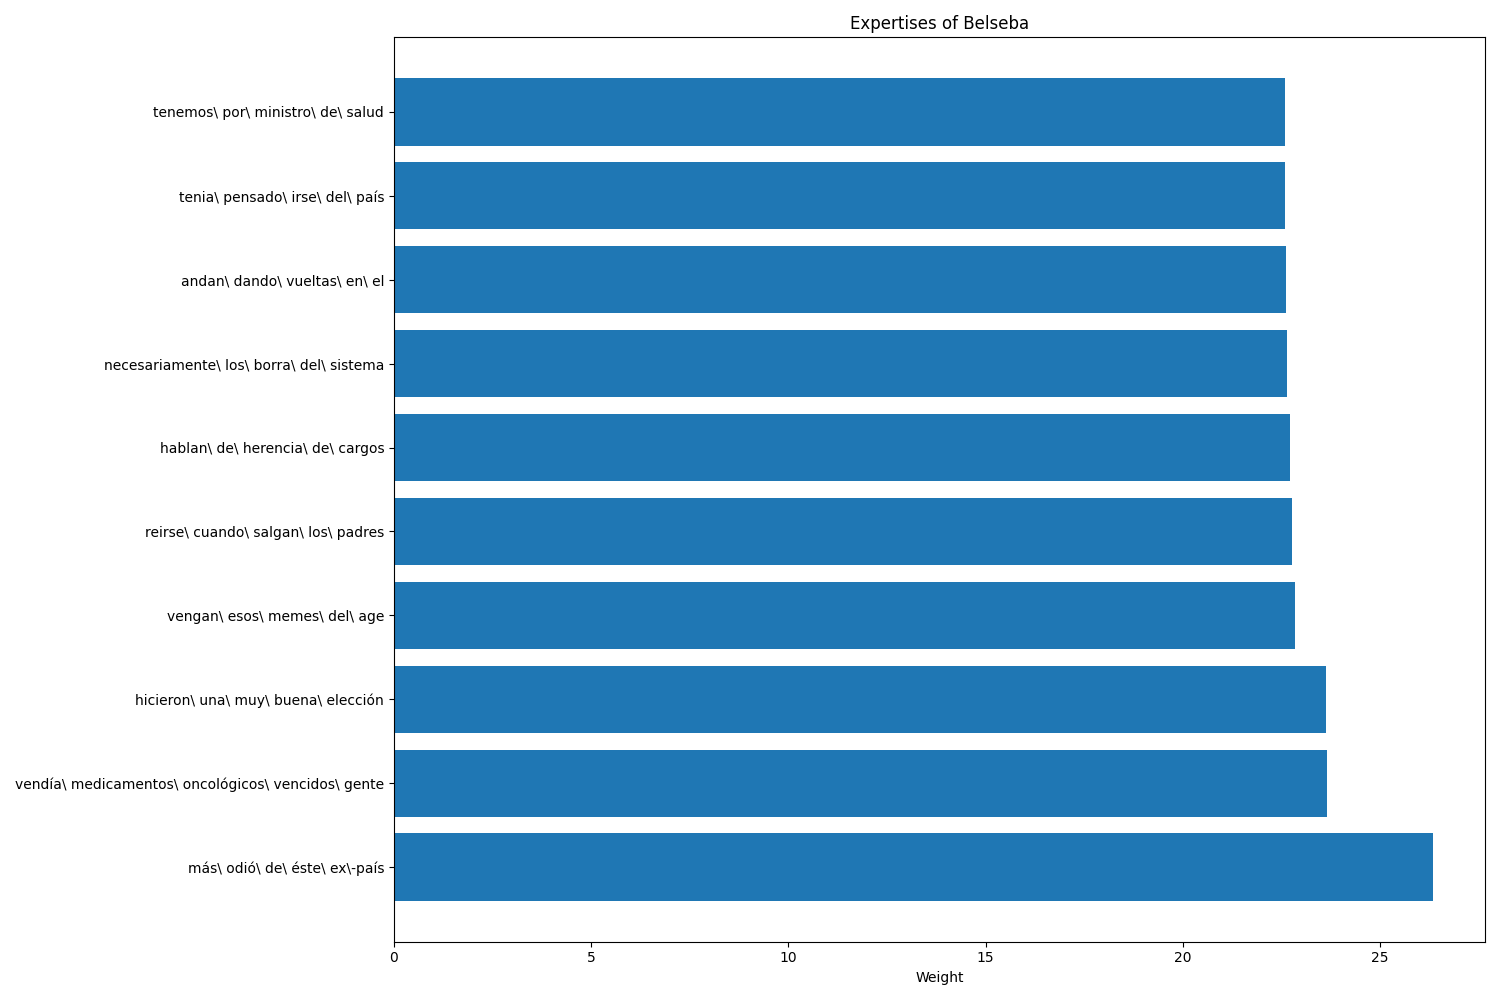 Expertises of Belseba
tenemos\ por\ ministro\ de\ salud
tenia\ pensado\ irse\ del\ país
andan\ dando\ vueltas\ en\ el
necesariamente\ los\ borra\ del\ sistema
hablan\ de\ herencia\ de\ cargos
reirse\ cuando\ salgan\ los\ padres
vengan\ esos\ memes\ del\ age
hicieron\ una\ muy\ buena\ elección
vendía\ medicamentos\ oncológicos\ vencidos\ gente
más\ odió\ de\ éste\ ex\-país
0 5 10 15 20 25
Weight